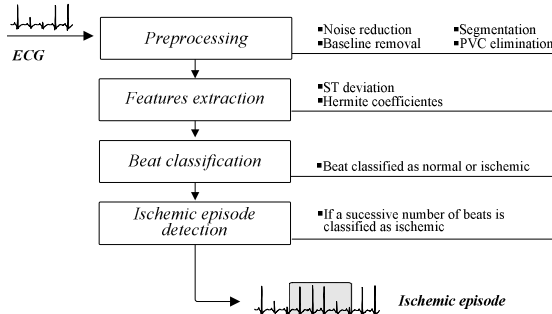 ECG
Preprocessing
▪Noise reduction ▪Segmentation
▪Baseline removal ▪PVC elimination
Features extraction
▪ST deviation
▪Hermite coefficientes
Beat classification
▪Beat classified as normal or ischemic
Ischemic episode
detection
▪If a sucessive number of beats is
classified as ischemic
Ischemic episode